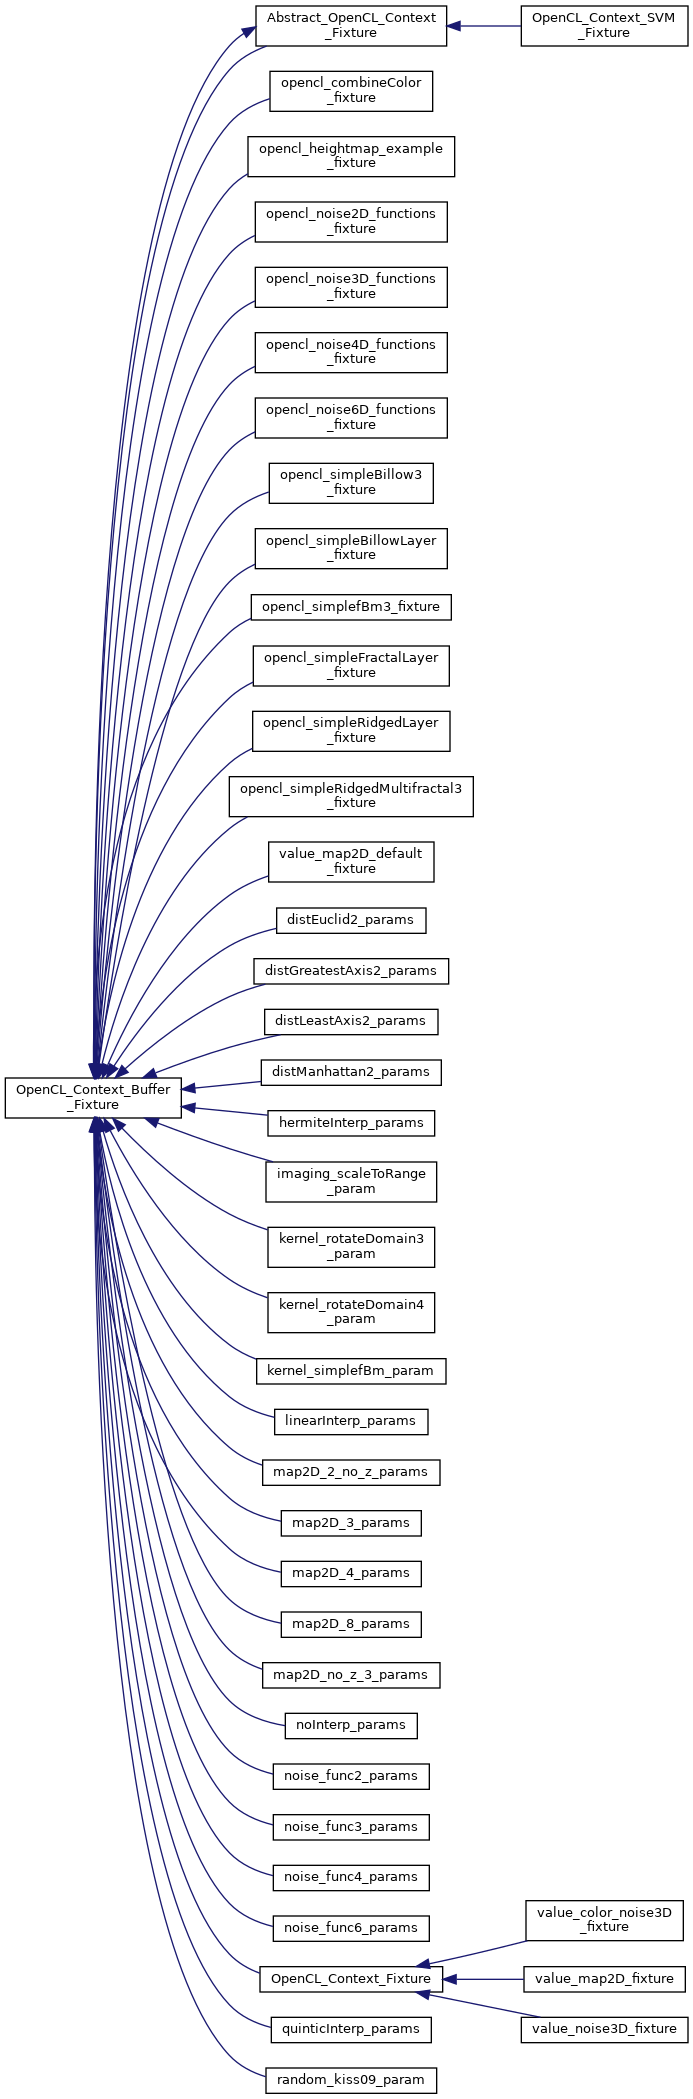 Abstract_OpenCL_Context
_Fixture
OpenCL_Context_SVM
_Fixture
opencl_combineColor
_fixture
opencl_heightmap_example
_fixture
opencl_noise2D_functions
_fixture
opencl_noise3D_functions
_fixture
opencl_noise4D_functions
_fixture
opencl_noise6D_functions
_fixture
opencl_simpleBillow3
_fixture
opencl_simpleBillowLayer
_fixture
opencl_simplefBm3_fixture
opencl_simpleFractalLayer
_fixture
opencl_simpleRidgedLayer
_fixture
opencl_simpleRidgedMultifractal3
_fixture
value_map2D_default
_fixture
distEuclid2_params
distGreatestAxis2_params
distLeastAxis2_params
distManhattan2_params
OpenCL_Context_Buffer
_Fixture
hermiteInterp_params
imaging_scaleToRange
_param
kernel_rotateDomain3
_param
kernel_rotateDomain4
_param
kernel_simplefBm_param
linearInterp_params
map2D_2_no_z_params
map2D_3_params
map2D_4_params
map2D_8_params
map2D_no_z_3_params
noInterp_params
noise_func2_params
noise_func3_params
noise_func4_params
noise_func6_params
value_color_noise3D
_fixture
OpenCL_Context_Fixture
value_map2D_fixture
quinticInterp_params
value_noise3D_fixture
random_kiss09_param